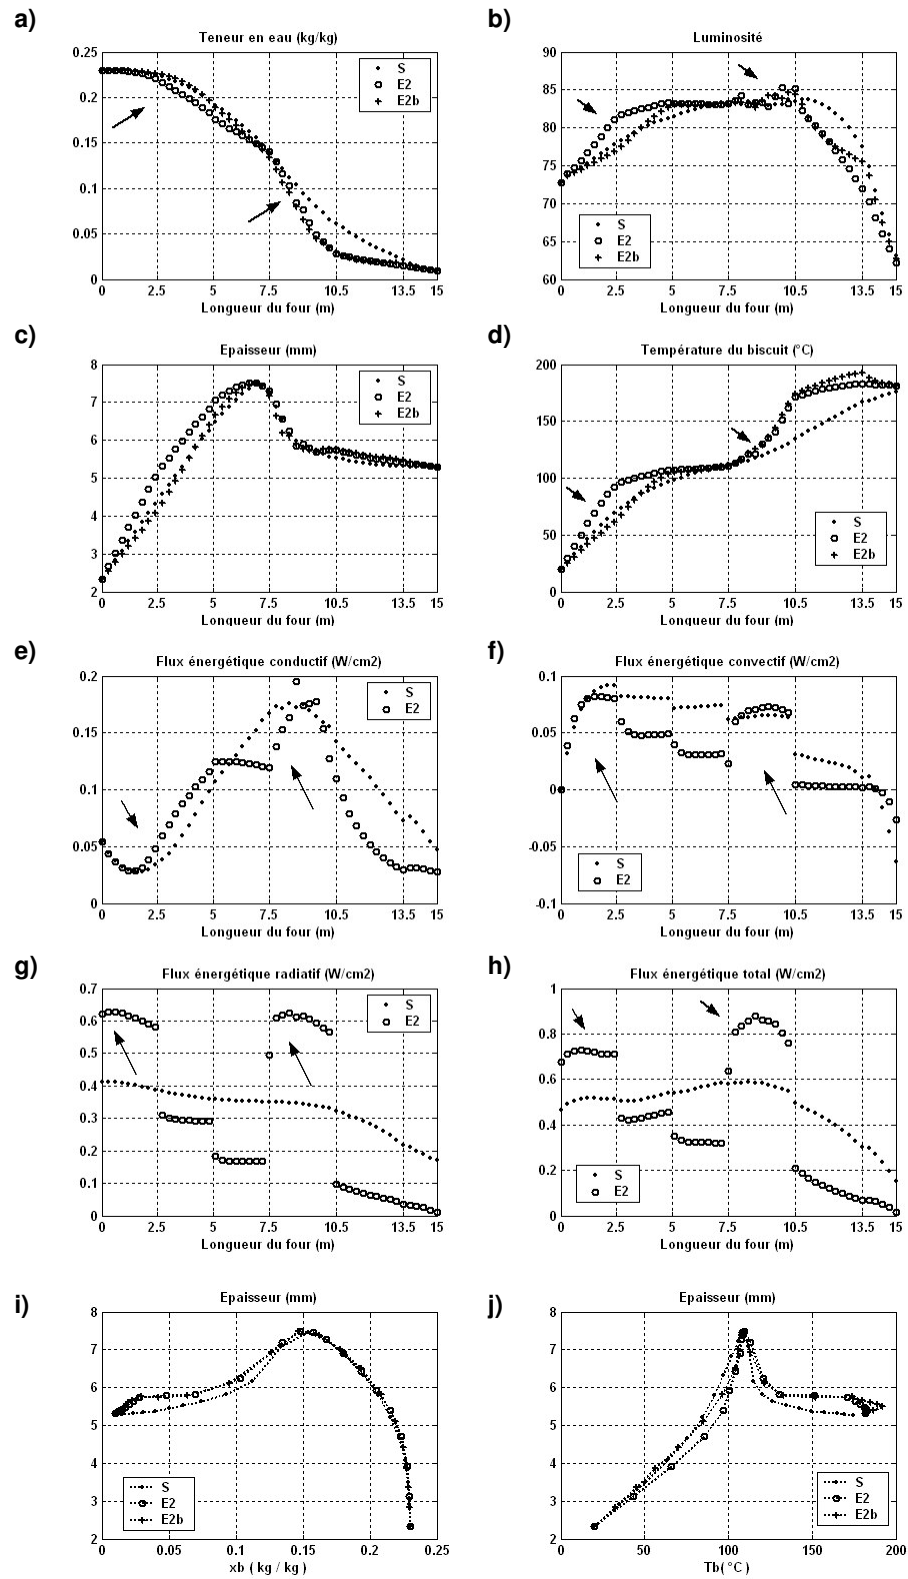 a)
Teneur en eau (kg/kg)
0.25
0.2
0.15
0.1
0.05
0
S
E2
E2b
0 2.5 5 7.5 10.5 13.5 15
Longueur du four (m)
b)
Luminosité
90
85
80
75
70
65
60
S
E2
E2b
0 2.5 5 7.5 10.5 13.5 15
Longueur du four (m)
c)
Epaisseur (mm)
8
7
6
5
4
3
2
S
E2
E2b
0 2.5 5 7.5 10.5 13.5 15
Longueur du four (m)
d)
Température du biscuit (°C)
200
150
100
50
0
S
E2
E2b
0 2.5 5 7.5 10.5 13.5 15
Longueur du four (m)
e)
Flux énergétique conductif (W/cm2)
0.2
0.15
0.1
0.05
0
S
E2
0 2.5 5 7.5 10.5 13.5 15
Longueur du four (m)
f)
Flux énergétique convectif (W/cm2)
0.1
0.05
0
-0.05
-0.1
S
E2
0 2.5 5 7.5 10.5 13.5 15
Longueur du four (m)
g)
Flux énergétique radiatif (W/cm2)
0.7
0.6
0.5
0.4
0.3
0.2
0.1
0
S
E2
0 2.5 5 7.5 10.5 13.5 15
Longueur du four (m)
h)
Flux énergétique total (W/cm2)
1
0.8
0.6
0.4
0.2
0
S
E2
0 2.5 5 7.5 10.5 13.5 15
Longueur du four (m)
i)
Epaisseur (mm)
8
7
6
5
4
3
2
S
E2
E2b
0 0.05 0.1 0.15 0.2 0.25
xb ( kg / kg )
j)
Epaisseur (mm)
8
7
6
5
4
3
2
S
E2
E2b
0 50 100 150 200
Tb( °C )